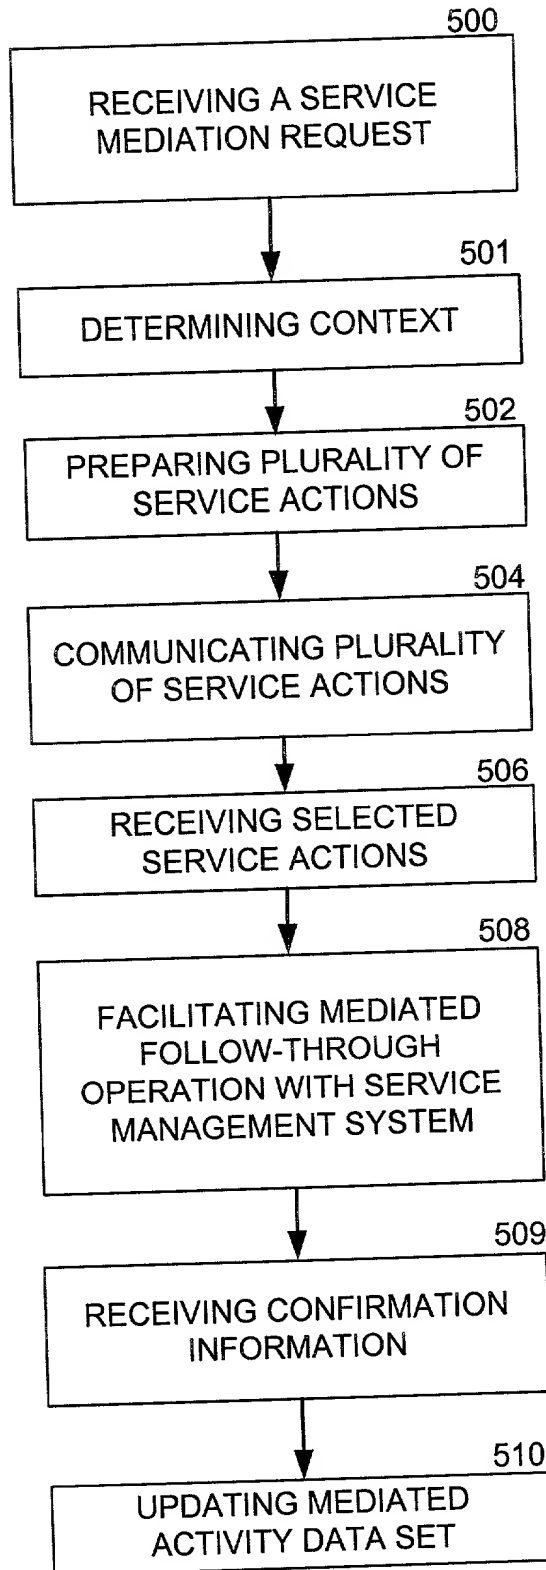 500
RECEIVING A SERVICE
MEDIATION REQUEST
501
DETERMINING CONTEXT
502
PREPARING PLURALITY OF
SERVICE ACTIONS
504
COMMUNICATING PLURALITY
OF SERVICE ACTIONS
506
RECEIVING SELECTED
SERVICE ACTIONS
508
FACILITATING MEDIATED
FOLLOW-THROUGH
OPERATION WITH SERVICE
MANAGEMENT SYSTEM
509
RECEIVING CONFIRMATION
INFORMATION
510
UPDATING MEDIATED
ACTIVITY DATA SET